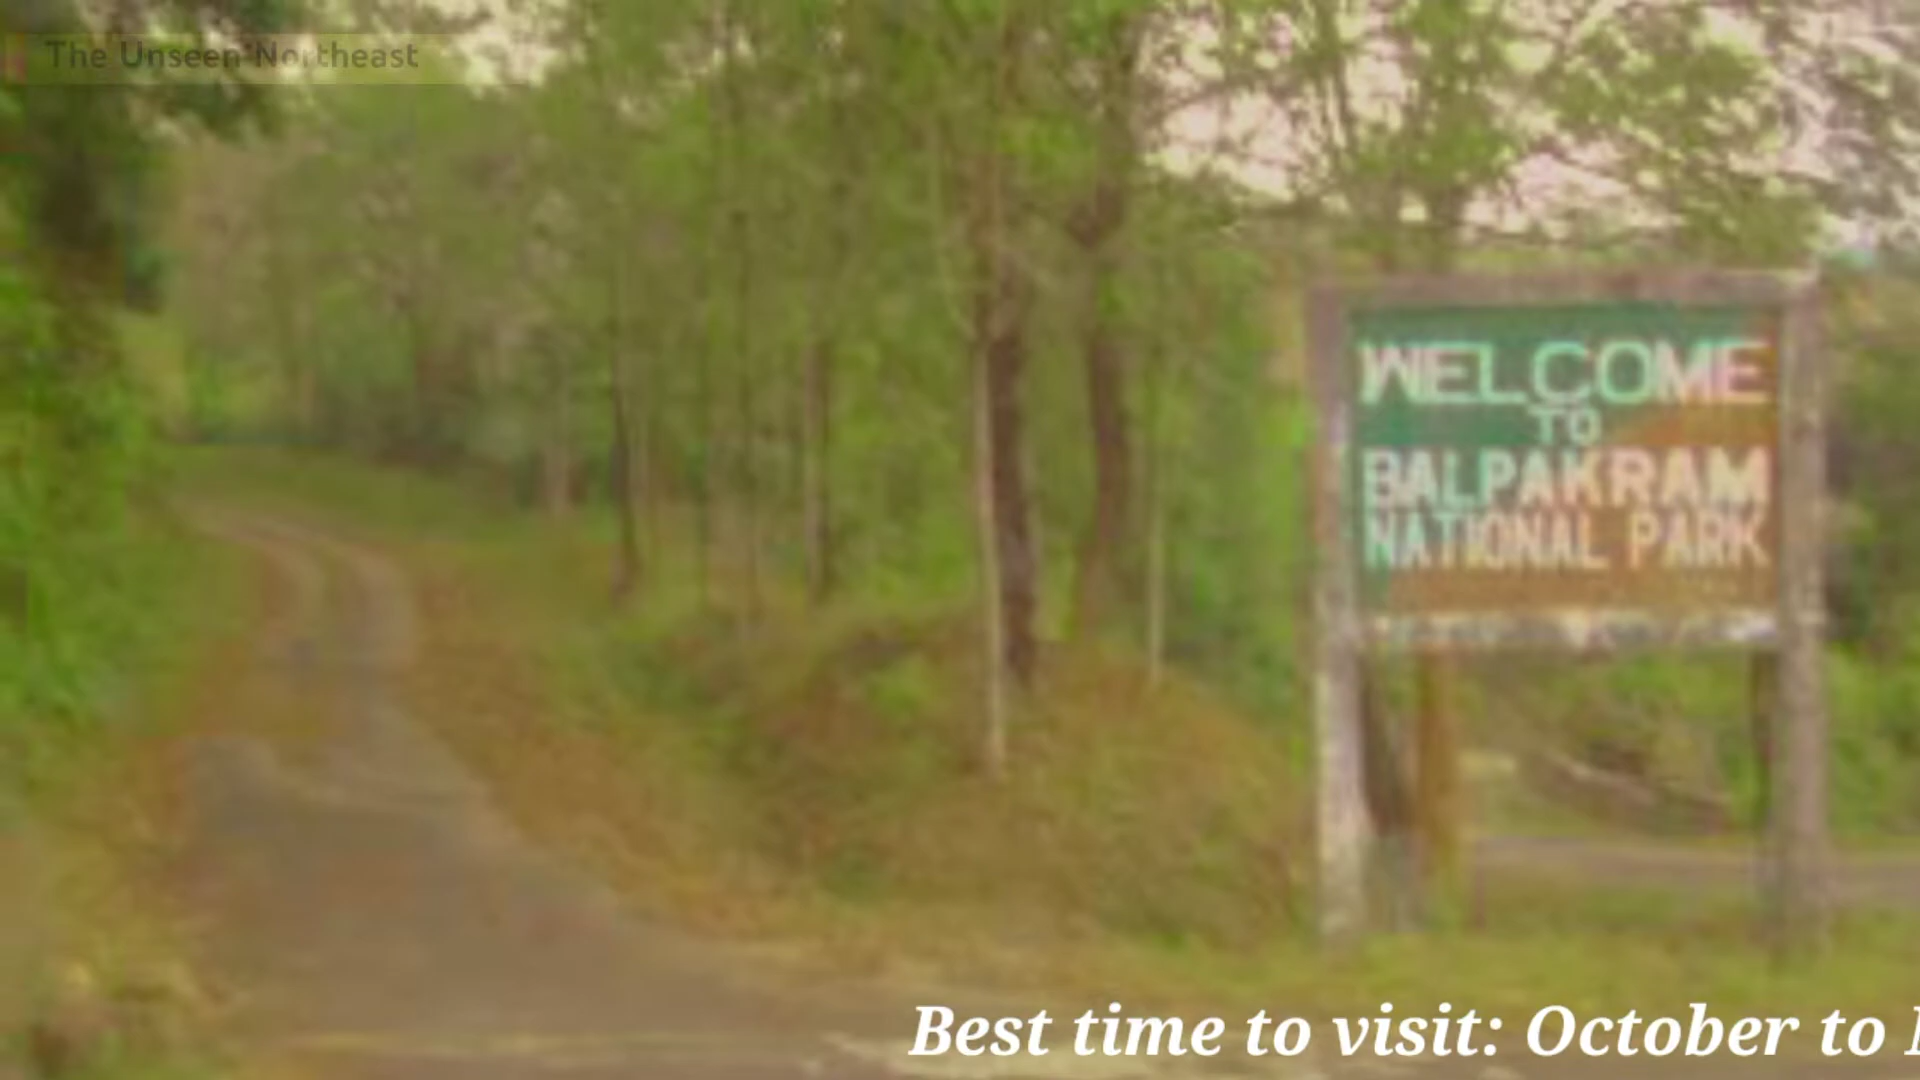 The Unseen Northeast
WELCOME
TO
BALPAKRAM
NATIONAL PARK
Best time to visit: October to